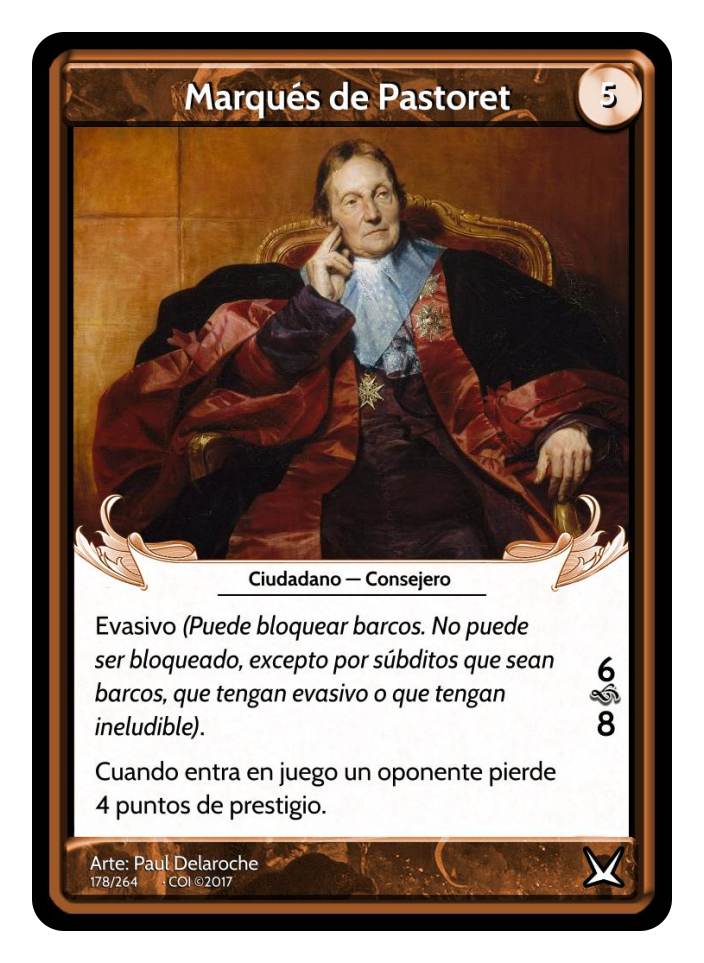 Marqués de Pastoret
5
Ciudadano — Consejero
Evasivo (Puede bloquear barcos. No puede
ser bloqueado, excepto por súbditos que sean
barcos, que tengan evasivo o que tengan
ineludible).
6
8
Cuando entra en juego un oponente pierde
4 puntos de prestigio.
Arte: Paul Delaroche
178/264 · COI ©2017